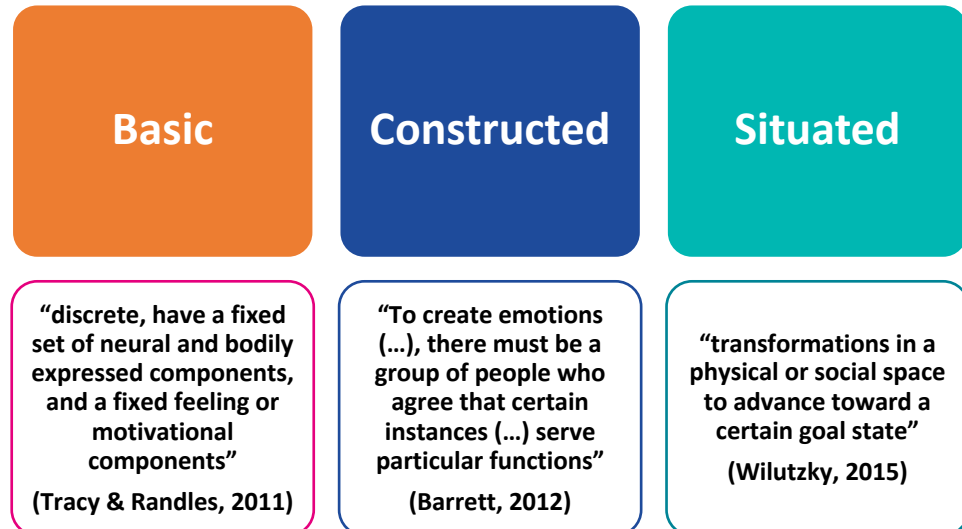 Basic
Constructed
Situated
“discrete, have a fixed
set of neural and bodily
expressed components,
and a fixed feeling or
motivational
components”
(Tracy & Randles, 2011)
“To create emotions
(…), there must be a
group of people who
agree that certain
instances (…) serve
particular functions”
(Barrett, 2012)
“transformations in a
physical or social space
to advance toward a
certain goal state”
(Wilutzky, 2015)